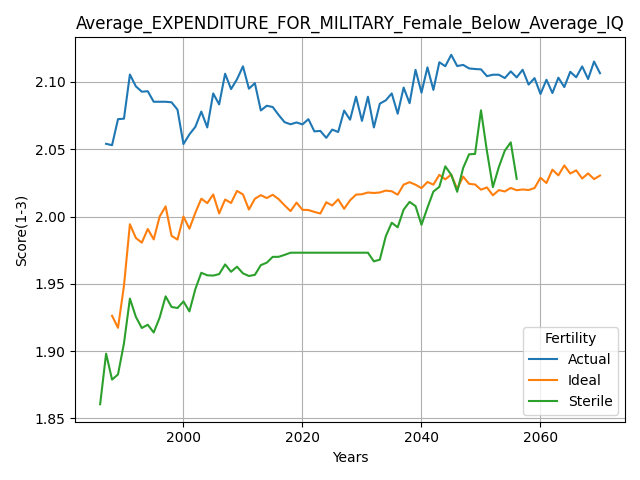 Average_EXPENDITURE_FOR_MILITARY_Female_Below_Average_IQ
Score(1-3)
2.10
2.05
2.00
1.95
1.90
1.85
2000
2020
2040
2060
Years
Fertility
Actual
Ideal
Sterile